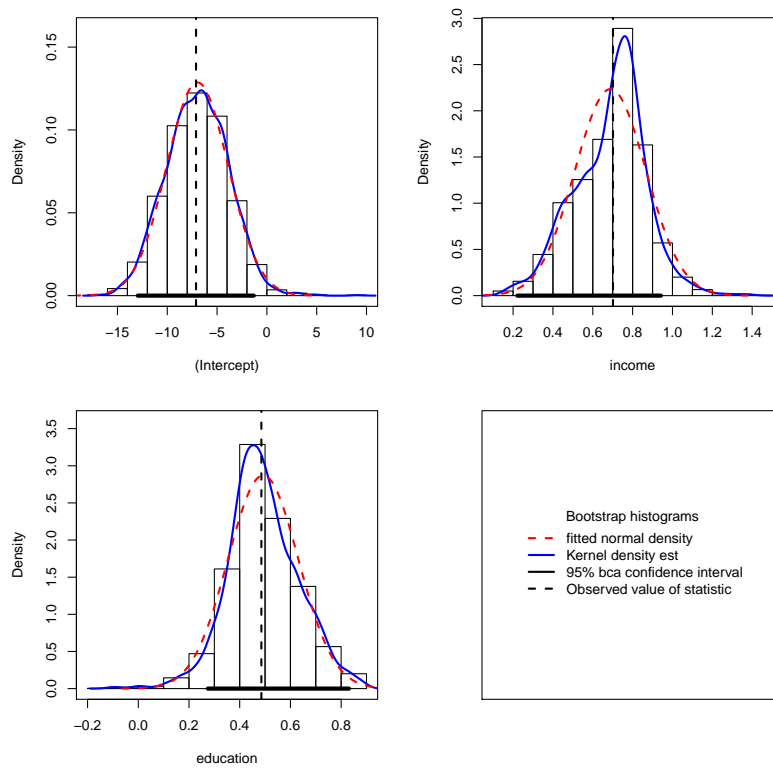 0.15
0.10
0.05
0.00
Density
−15 −10 −5 0 5 10
(Intercept)
3.0
2.5
2.0
1.5
1.0
0.5
0.0
Density
0.2 0.4 0.6 0.8 1.0 1.2 1.4
income
3.5
2.5
1.5
1.0
0.5
0.0
Density
−0.2 0.0 0.2 0.4 0.6 0.8
education
Bootstrap histograms
fitted normal density
Kernel density est
95% bca confidence interval
Observed value of statistic